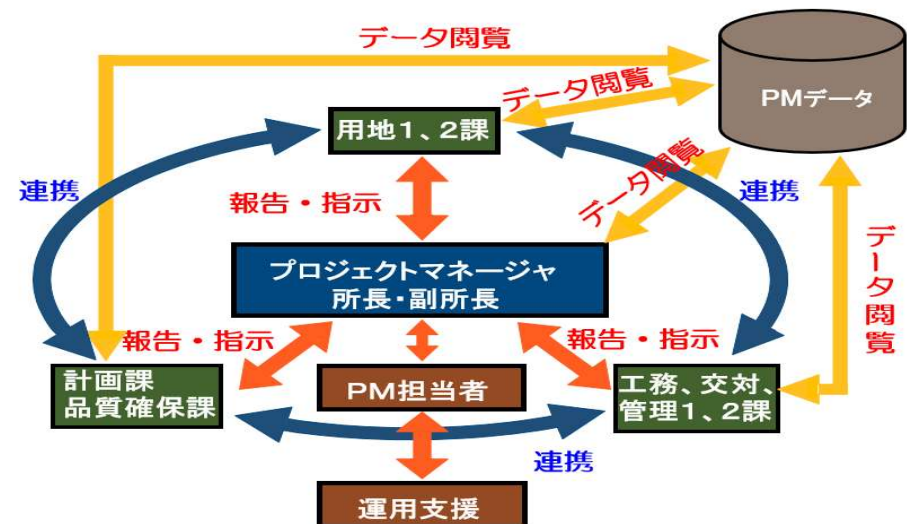 データ閲覧
データ閲覧
PMデータ
用地1、2課
データ閲覧
連携
連携
報告・指示
データ閲覧
プロジェクトマネージャ
所長・副所長
報告・指示
報告・指示
計画課
品質確保課
PM担当者
工務、交対、
管理1、2課
連携
運用支援